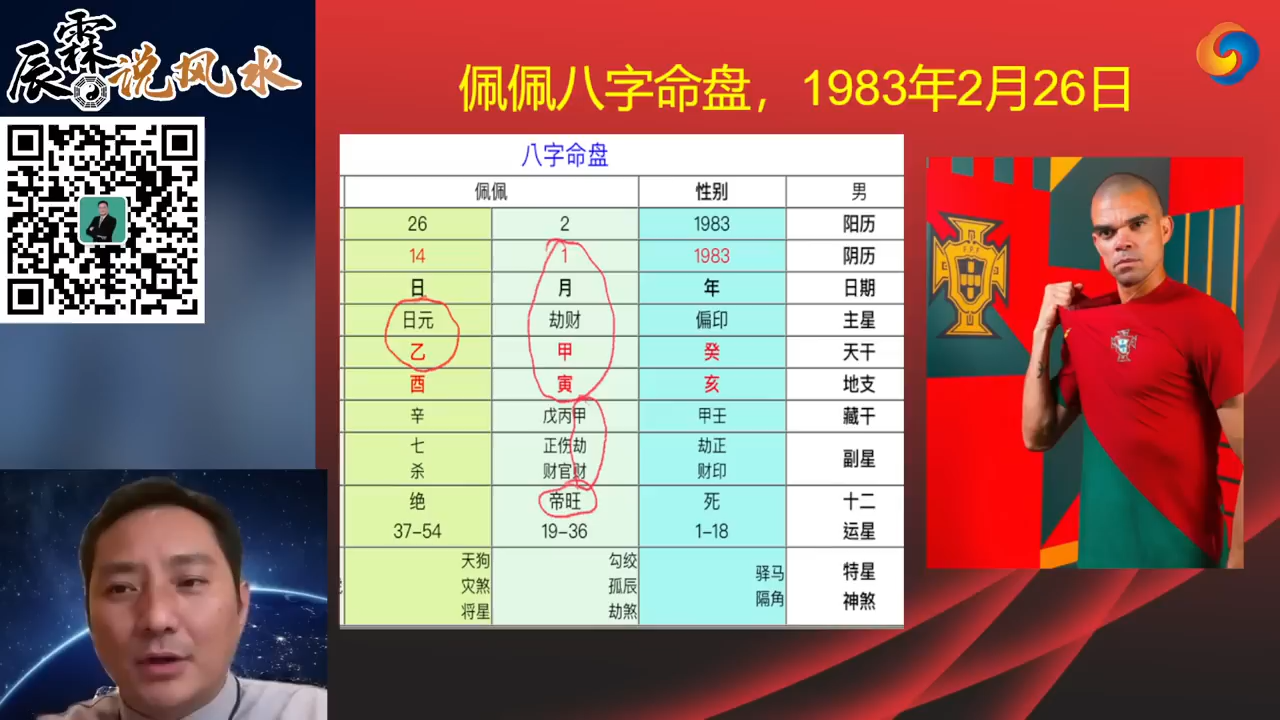 辰霖说风水
佩佩八字命盘，1983年2月26日
八字命盘
佩佩 性别 男
26 2 1983 阳历
14 1 1983 阴历
日 月 年 日期
日元 劫财 偏印 主星
乙 甲 癸 天干
酉 寅 亥 地支
辛 戊丙甲 甲壬 藏干
七 正伤劫 劫正 副星
杀 财官财 财印
绝 帝旺 死 十二
37-54 19-36 1-18 运星
天狗 勾绞 驿马 特星
灾煞 孤辰 隔角 神煞
将星 劫煞
FPF